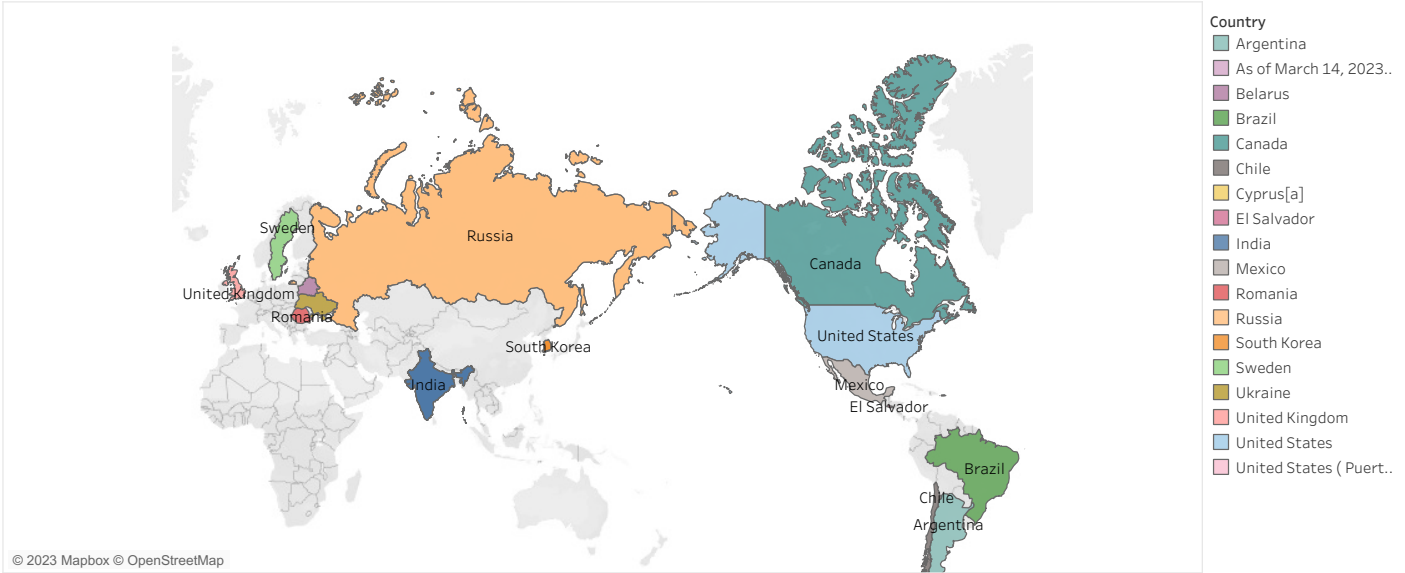 Sweden
Russia
United Kingdom
Romania
South Korea
India
Canada
United States
Mexico
El Salvador
Brazil
Chile
Argentina
© 2023 Mapbox © OpenStreetMap
Country
Argentina
As of March 14, 2023..
Belarus
Brazil
Canada
Chile
Cyprus[a]
El Salvador
India
Mexico
Romania
Russia
South Korea
Sweden
Ukraine
United Kingdom
United States
United States ( Puert..